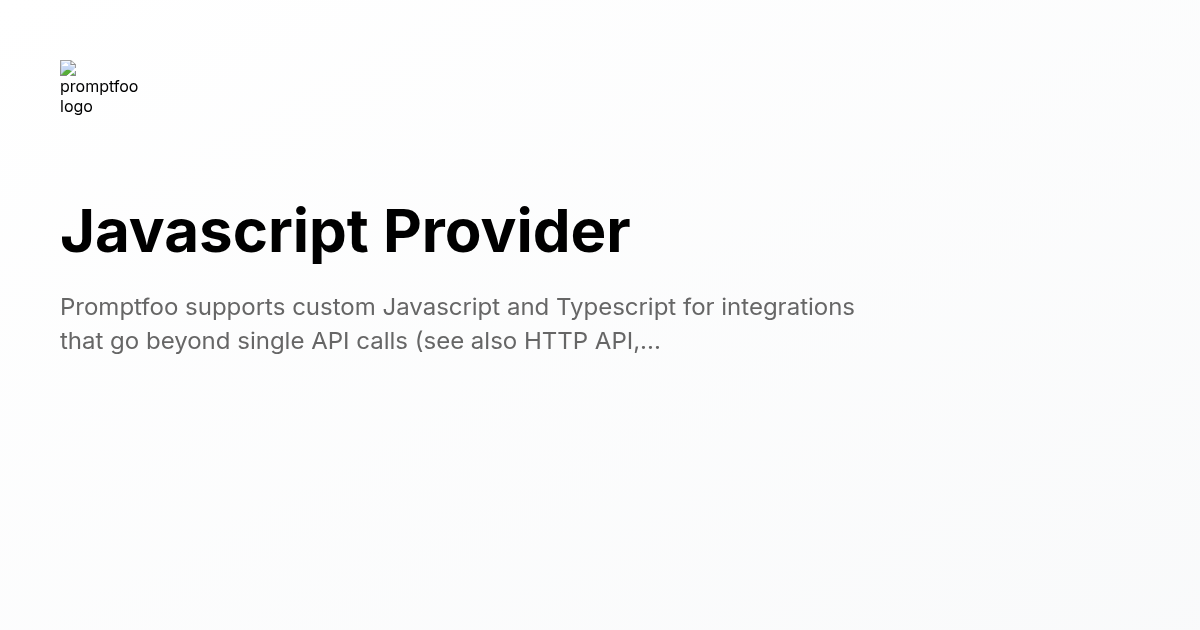 promptfoo
logo
Javascript Provider
Promptfoo supports custom Javascript and Typescript for integrations
that go beyond single API calls (see also HTTP API,...